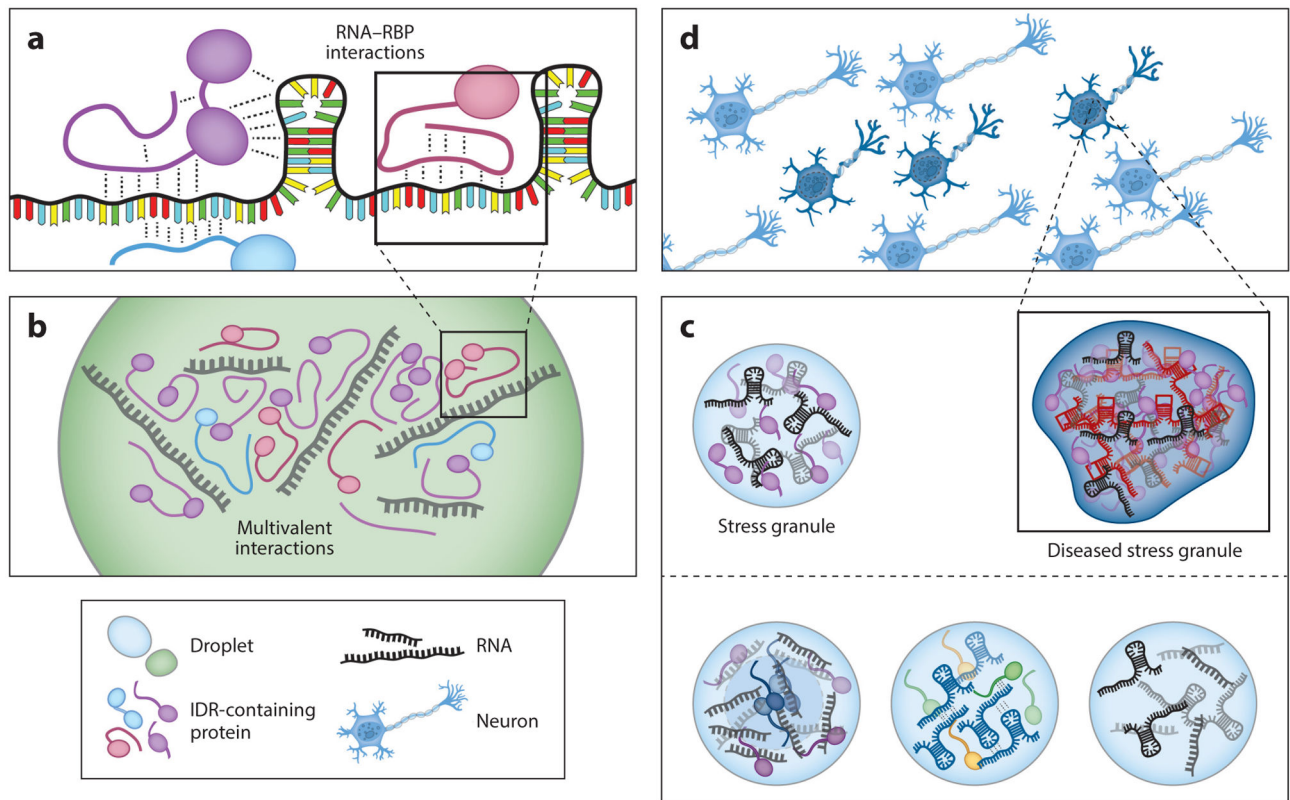 a
RNA–RBP
interactions
b
Multivalent
interactions
Droplet
RNA
IDR-containing
protein
Neuron
d
c
Stress granule
Diseased stress granule